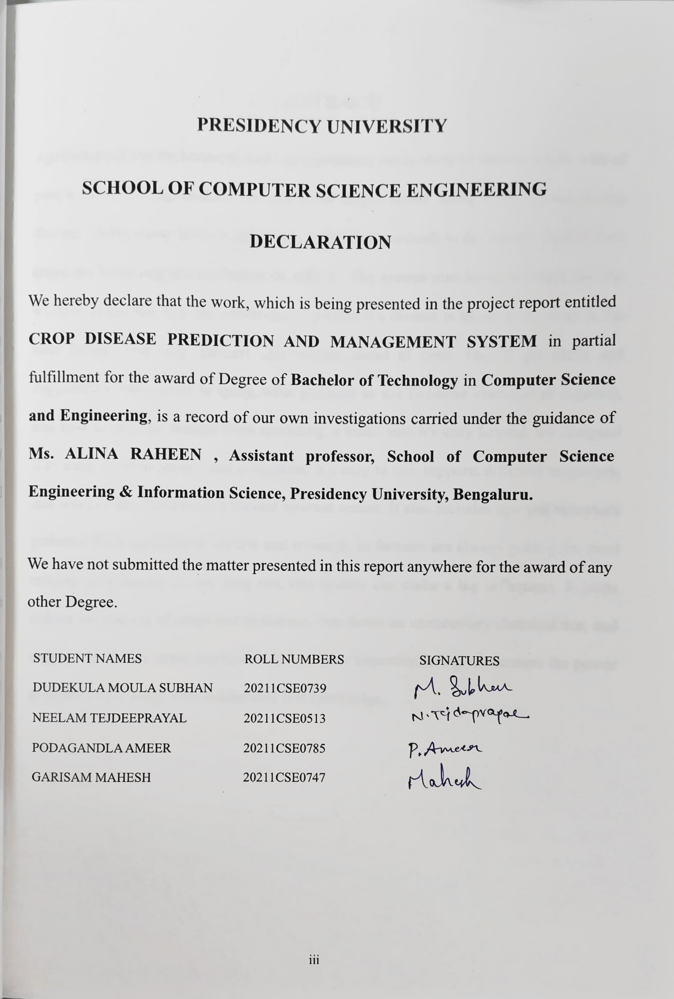 PRESIDENCY UNIVERSITY
SCHOOL OF COMPUTER SCIENCE ENGINEERING
DECLARATION
We hereby declare that the work, which is being presented in the project report entitled
CROP DISEASE PREDICTION AND MANAGEMENT SYSTEM in partial
fulfillment for the award of Degree of Bachelor of Technology in Computer Science
and Engineering, is a record of our own investigations carried under the guidance of
Ms. ALINA RAHEEN , Assistant professor, School of Computer Science
Engineering & Information Science, Presidency University, Bengaluru.
We have not submitted the matter presented in this report anywhere for the award of any
other Degree.
STUDENT NAMES ROLL NUMBERS SIGNATURES
DUDEKULA MOULA SUBHAN 20211CSE0739 M. Subhan
NEELAM TEJDEEPRAYAL 20211CSE0513 N.
PODAGANDLA AMEER 20211CSE0785 P. Ameer
GARISAM MAHESH 20211CSE0747 Mahesh
iii